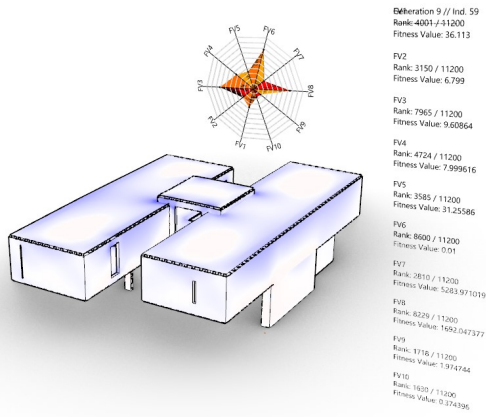 FV5
FV6
FV4
FV7
FV3
FV8
FV2
FV9
FV1
FV10
Generation 9 // Ind. 59
FV1
Rank: 4001 / 11200
Fitness Value: 36.113
FV2
Rank: 3150 / 11200
Fitness Value: 6.799
FV3
Rank: 7965 / 11200
Fitness Value: 9.60864
FV4
Rank: 4724 / 11200
Fitness Value: 7.999616
FV5
Rank: 3585 / 11200
Fitness Value: 31.25586
FV6
Rank: 8600 / 11200
Fitness Value: 0.01
FV7
Rank: 2810 / 11200
Fitness Value: 5283.971019
FV8
Rank: 8229 / 11200
Fitness Value: 1692.047377
FV9
Rank: 1718 / 11200
Fitness Value: 1.974744
FV10
Rank: 1630 / 11200
Fitness Value: 0.374396